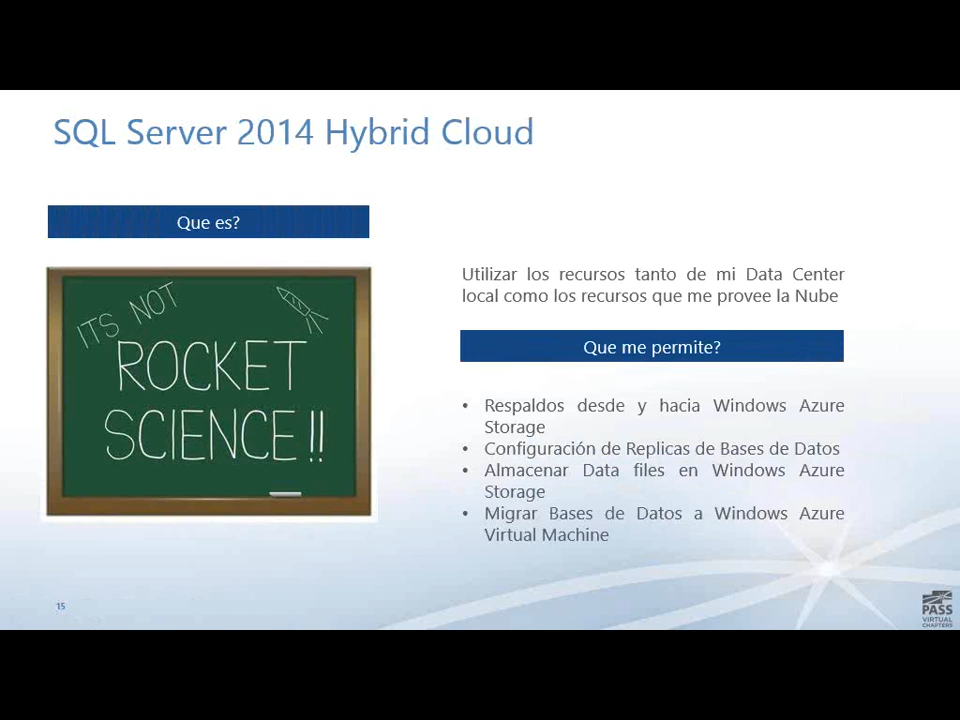 SQL Server 2014 Hybrid Cloud
Que es?
ITS NOT
ROCKET
SCIENCE!!
Utilizar los recursos tanto de mi Data Center
local como los recursos que me provee la Nube
Que me permite?
• Respaldos desde y hacia Windows Azure
Storage
• Configuración de Replicas de Bases de Datos
• Almacenar Data files en Windows Azure
Storage
• Migrar Bases de Datos a Windows Azure
Virtual Machine
15
PASS
VIRTUAL
CHAPTERS